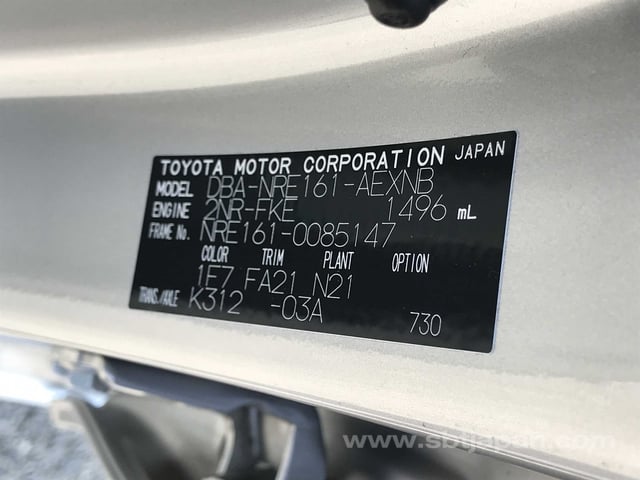 TOYOTA MOTOR CORPORATION JAPAN
MODEL DBA-NRE161-AEXNB
ENGINE 2NR-FKE 1496 mL
FRAME No. NRE161-0085147
COLOR TRIM PLANT OPTION
1F7 FA21 N21
TRANS./AXLE K312 -03A
730
www.sbtjapan.com